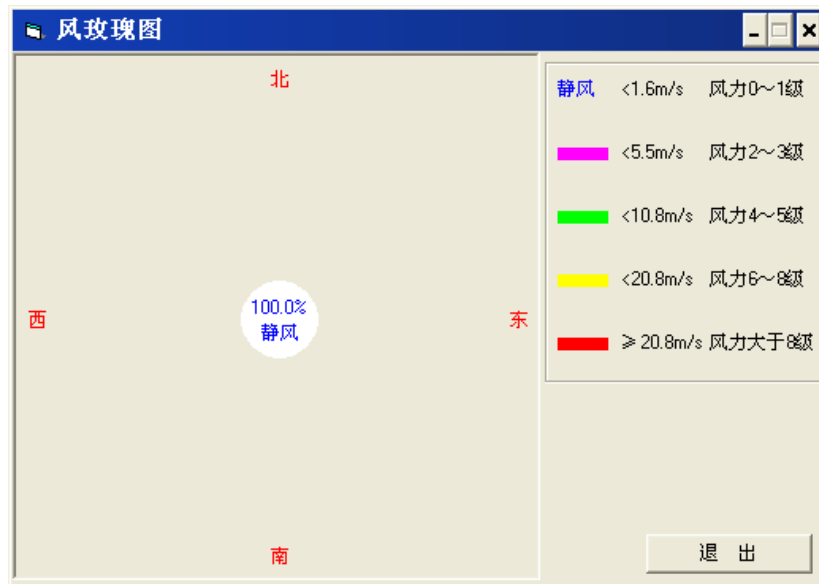 风玫瑰图
北
西
100.0%
静风
东
南
静风 <1.6m/s 风力0～1级
<5.5m/s 风力2～3级
<10.8m/s 风力4～5级
<20.8m/s 风力6～8级
≥20.8m/s 风力大于8级
退 出